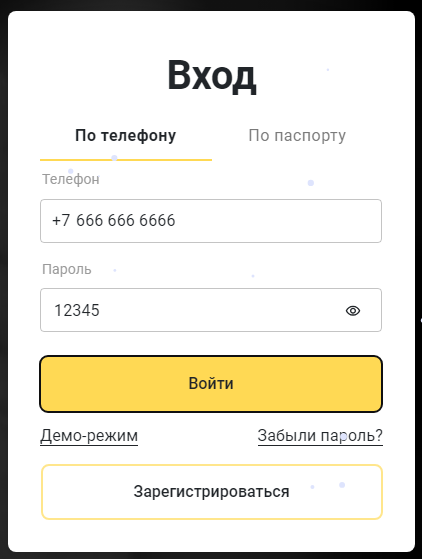 Вход
По телефону По паспорту
Телефон
+7 666 666 6666
Пароль
12345
Войти
Демо-режим Забыли пароль?
Зарегистрироваться